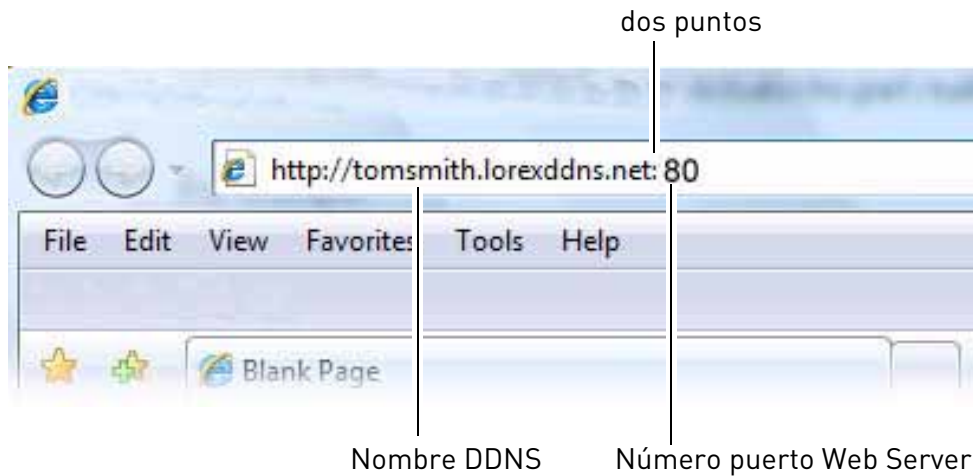 dos puntos
http://tomsmith.lorexddns.net: 80
File Edit View Favorites Tools Help
Blank Page
Nombre DDNS Número puerto Web Server